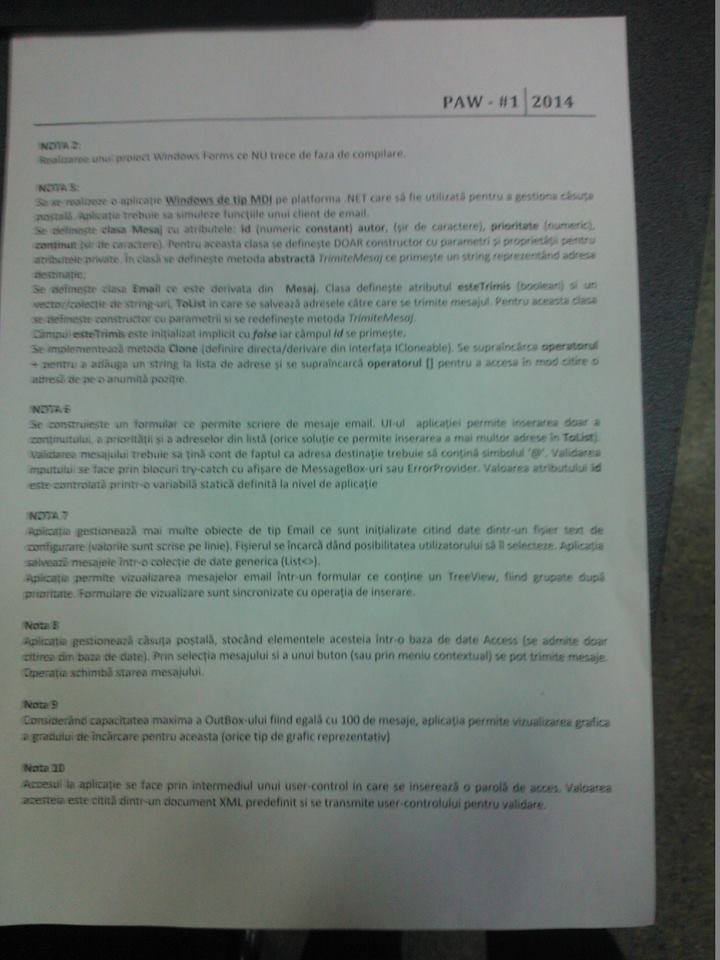 PAW - #1 2014
NOTA 2:
Realizarea unui proiect Windows Forms ce NU trece de faza de compilare.
NOTA 5:
Sa se realizeze o aplicație Windows de tip MDI pe platforma .NET care să fie utilizată pentru a gestiona căsuța
poștală. Aplicația trebuie sa simuleze funcțiile unui client de email.
Se definește clasa Mesaj cu atributele: id (numeric constant) autor, (șir de caractere), prioritate (numeric),
conținut (șir de caractere). Pentru aceasta clasa se definește DOAR constructor cu parametri și proprietății pentru
atributele private. În clasă se definește metoda abstractă TrimiteMesaj ce primește un string reprezentând adresa
destinație;
Se definește clasa Email ce este derivata din Mesaj. Clasa definește atributul esteTrimis (boolean) si un
vector/colecție de string-uri, ToList in care se salvează adresele către care se trimite mesajul. Pentru aceasta clasa
se definește constructor cu parametrii si se redefinește metoda TrimiteMesaj.
Câmpul esteTrimis este inițializat implicit cu false iar câmpul id se primește.
Se implementează metoda Clone (definire directa/derivare din interfața ICloneable). Se supraîncârca operatorul
+ pentru a adăuga un string la lista de adrese și se supraîncarcă operatorul [] pentru a accesa în mod citire o
adresă de pe o anumită poziție.
NOTA 6
Se construiește un formular ce permite scriere de mesaje email. UI-ul aplicației permite inserarea doar a
conținutului, a priorității și a adreselor din listă (orice soluție ce permite inserarea a mai multor adrese în ToList).
Validarea mesajului trebuie sa țină cont de faptul ca adresa destinație trebuie să conțină simbolul '@'. Validarea
inputului se face prin blocuri try-catch cu afișare de MessageBox-uri sau ErrorProvider. Valoarea atributului id
este controlată printr-o variabilă statică definită la nivel de aplicație
NOTA 7
Aplicația gestionează mai multe obiecte de tip Email ce sunt inițializate citind date dintr-un fișier text de
configurare (valorile sunt scrise pe linie). Fișierul se încarcă dând posibilitatea utilizatorului să îl selecteze. Aplicația
salvează mesajele într-o colecție de date generica (List<>).
Aplicația permite vizualizarea mesajelor email într-un formular ce conține un TreeView, fiind grupate după
prioritate. Formulare de vizualizare sunt sincronizate cu operația de inserare.
Nota 8
Aplicația gestionează căsuța poștală, stocând elementele acesteia într-o baza de date Access (se admite doar
citirea din baza de date). Prin selecția mesajului si a unui buton (sau prin meniu contextual) se pot trimite mesaje.
Operația schimbă starea mesajului.
Nota 9
Considerând capacitatea maxima a OutBox-ului fiind egală cu 100 de mesaje, aplicația permite vizualizarea grafica
a gradului de încărcare pentru aceasta (orice tip de grafic reprezentativ)
Nota 10
Accesul la aplicație se face prin intermediul unui user-control in care se inserează o parolă de acces. Valoarea
acesteia este citită dintr-un document XML predefinit si se transmite user-controlului pentru validare.